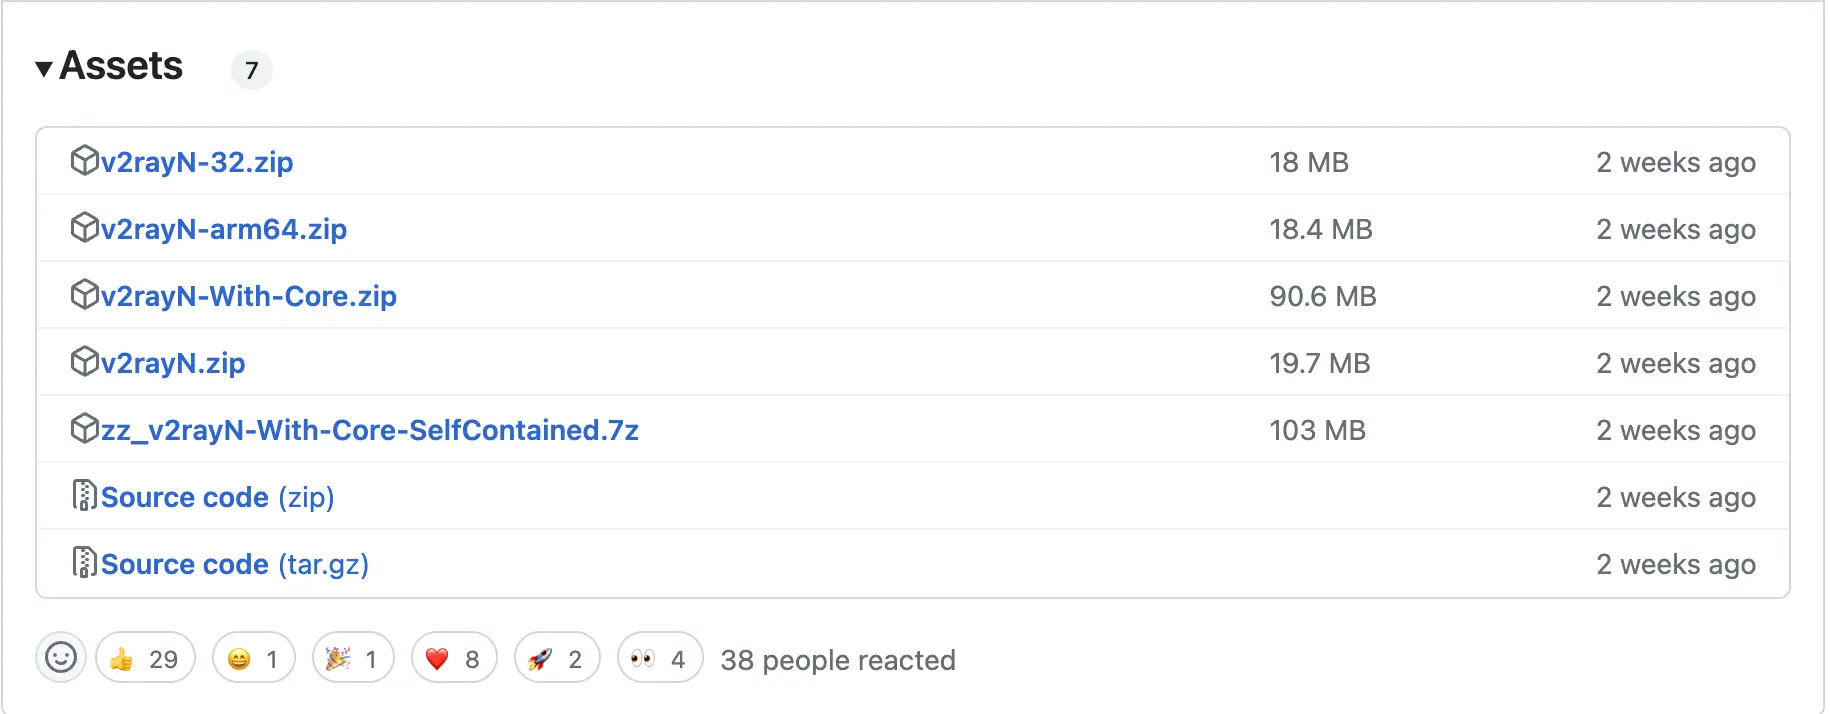 ▾Assets 7
v2rayN-32.zip 18 MB 2 weeks ago
v2rayN-arm64.zip 18.4 MB 2 weeks ago
v2rayN-With-Core.zip 90.6 MB 2 weeks ago
v2rayN.zip 19.7 MB 2 weeks ago
zz_v2rayN-With-Core-SelfContained.7z 103 MB 2 weeks ago
Source code (zip) 2 weeks ago
Source code (tar.gz) 2 weeks ago
👍 29 😄 1 🎉 1 ❤️ 8 🚀 2 👀 4 38 people reacted